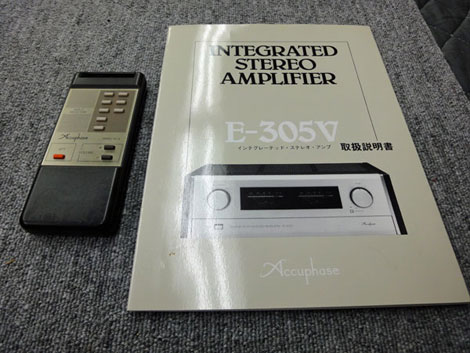 INTEGRATED
STEREO
AMPLIFIER
E-305V
インテグレーテッド・ステレオ・アンプ 取扱説明書
Accuphase
Accuphase